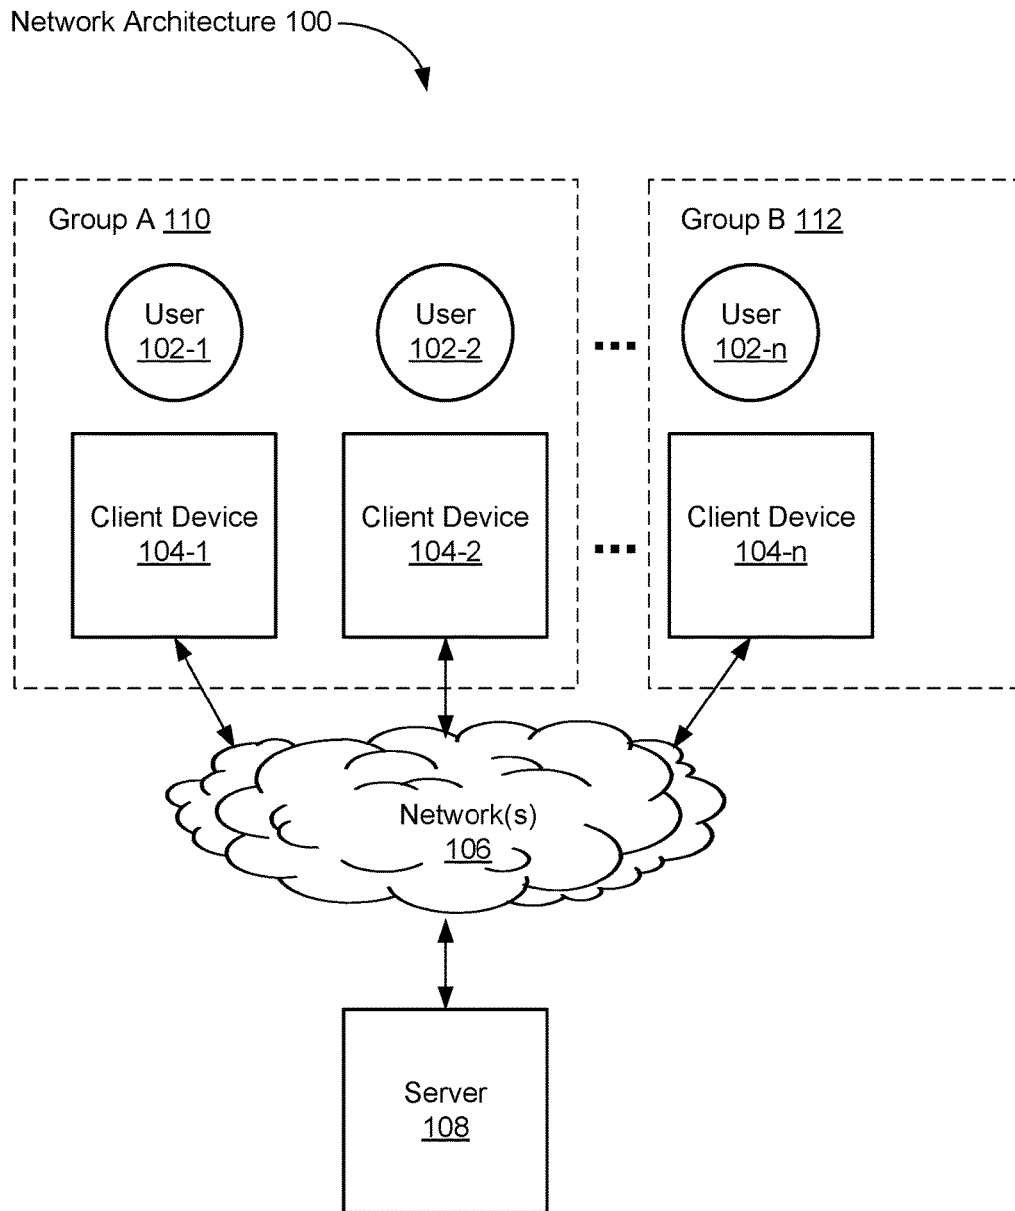 Network Architecture 100
Group A 110
Group B 112
User
102-1
User
102-2
...
User
102-n
Client Device
104-1
Client Device
104-2
...
Client Device
104-n
Network(s)
106
Server
108